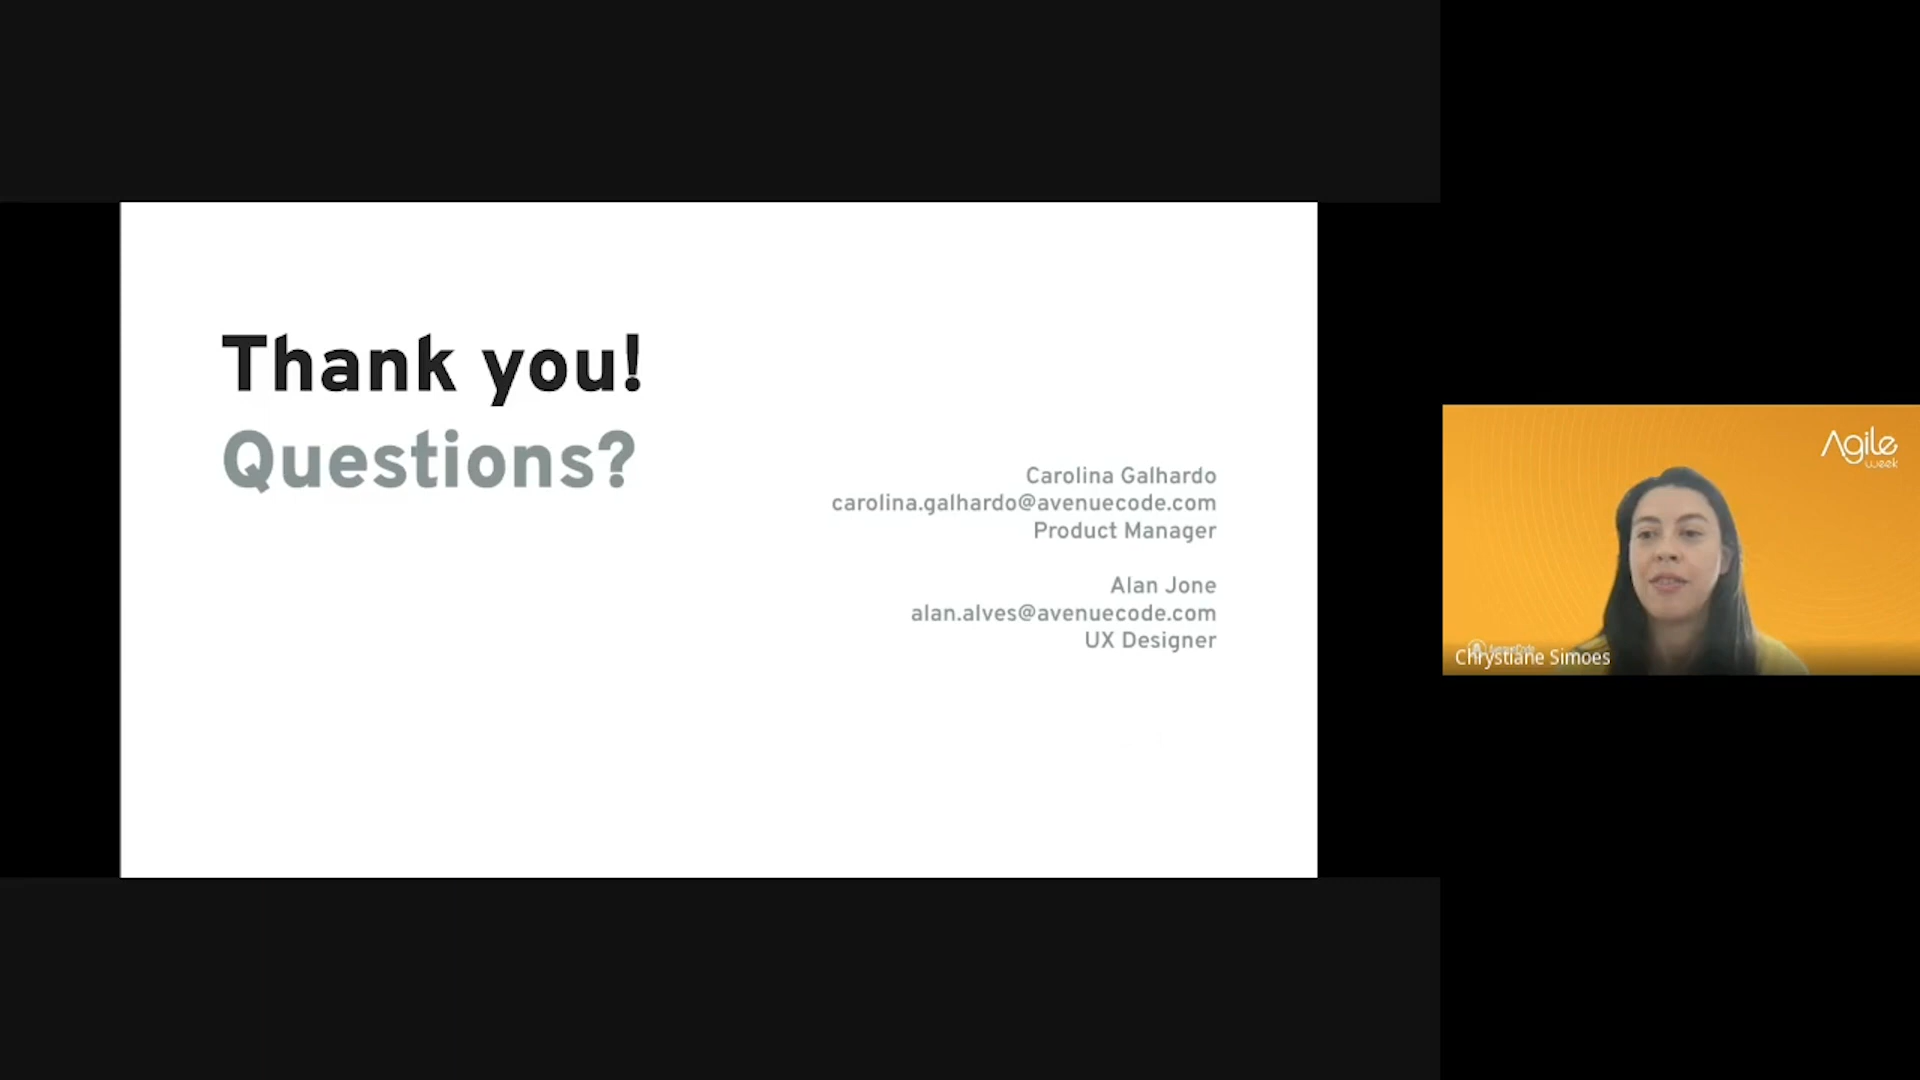 Thank you!
Questions?
Carolina Galhardo
carolina.galhardo@avenuecode.com
Product Manager
Alan Jone
alan.alves@avenuecode.com
UX Designer
Agile
week
Chrystiane Simoes